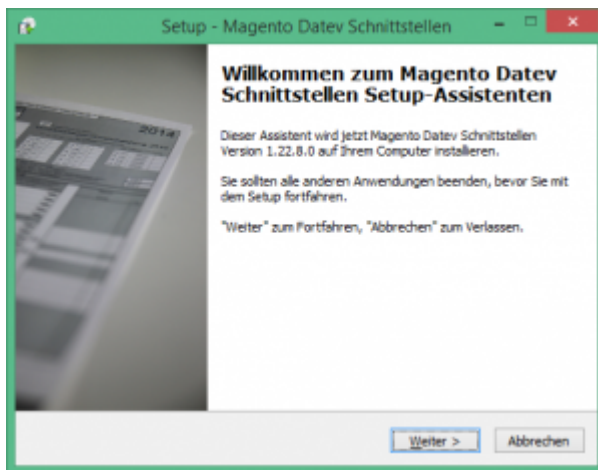 Setup - Magento Datev Schnittstellen
2014
Willkommen zum Magento Datev
Schnittstellen Setup-Assistenten
Dieser Assistent wird jetzt Magento Datev Schnittstellen
Version 1.22.8.0 auf Ihrem Computer installieren.
Sie sollten alle anderen Anwendungen beenden, bevor Sie mit
dem Setup fortfahren.
"Weiter" zum Fortfahren, "Abbrechen" zum Verlassen.
Weiter >
Abbrechen